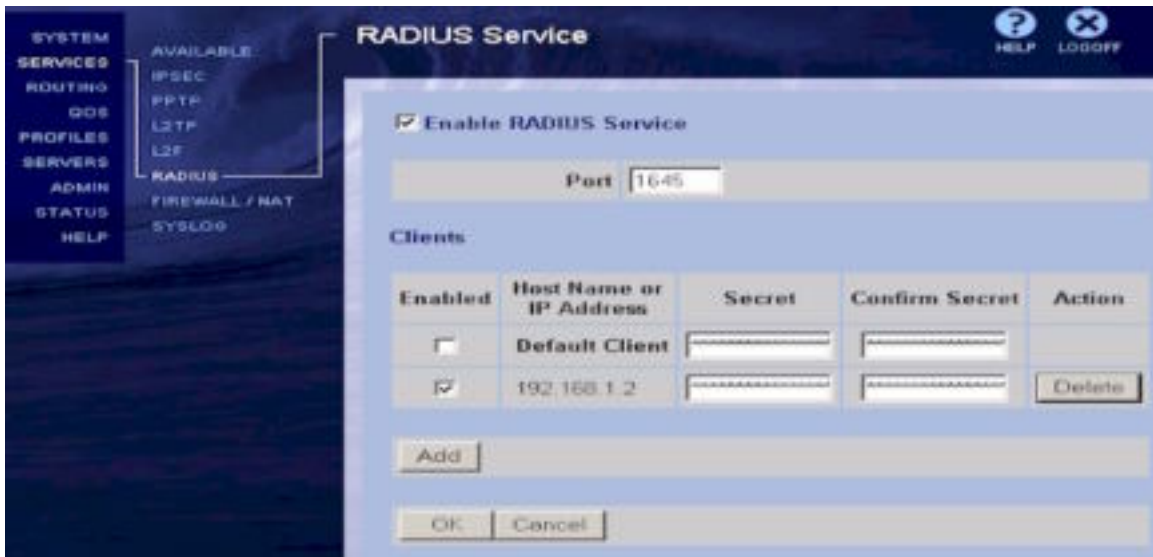 SYSTEM
SERVICES
ROUTING
QOS
PROFILES
SERVERS
ADMIN
STATUS
HELP
AVAILABLE
IPSEC
PPTP
L2TP
L2F
RADIUS
FIREWALL / NAT
SYSLOG
RADIUS Service
HELP
LOGOFF
Enable RADIUS Service
Port 1645
Clients
Enabled Host Name or IP Address Secret Confirm Secret Action
Default Client
192.168.1.2 Delete
Add
OK Cancel